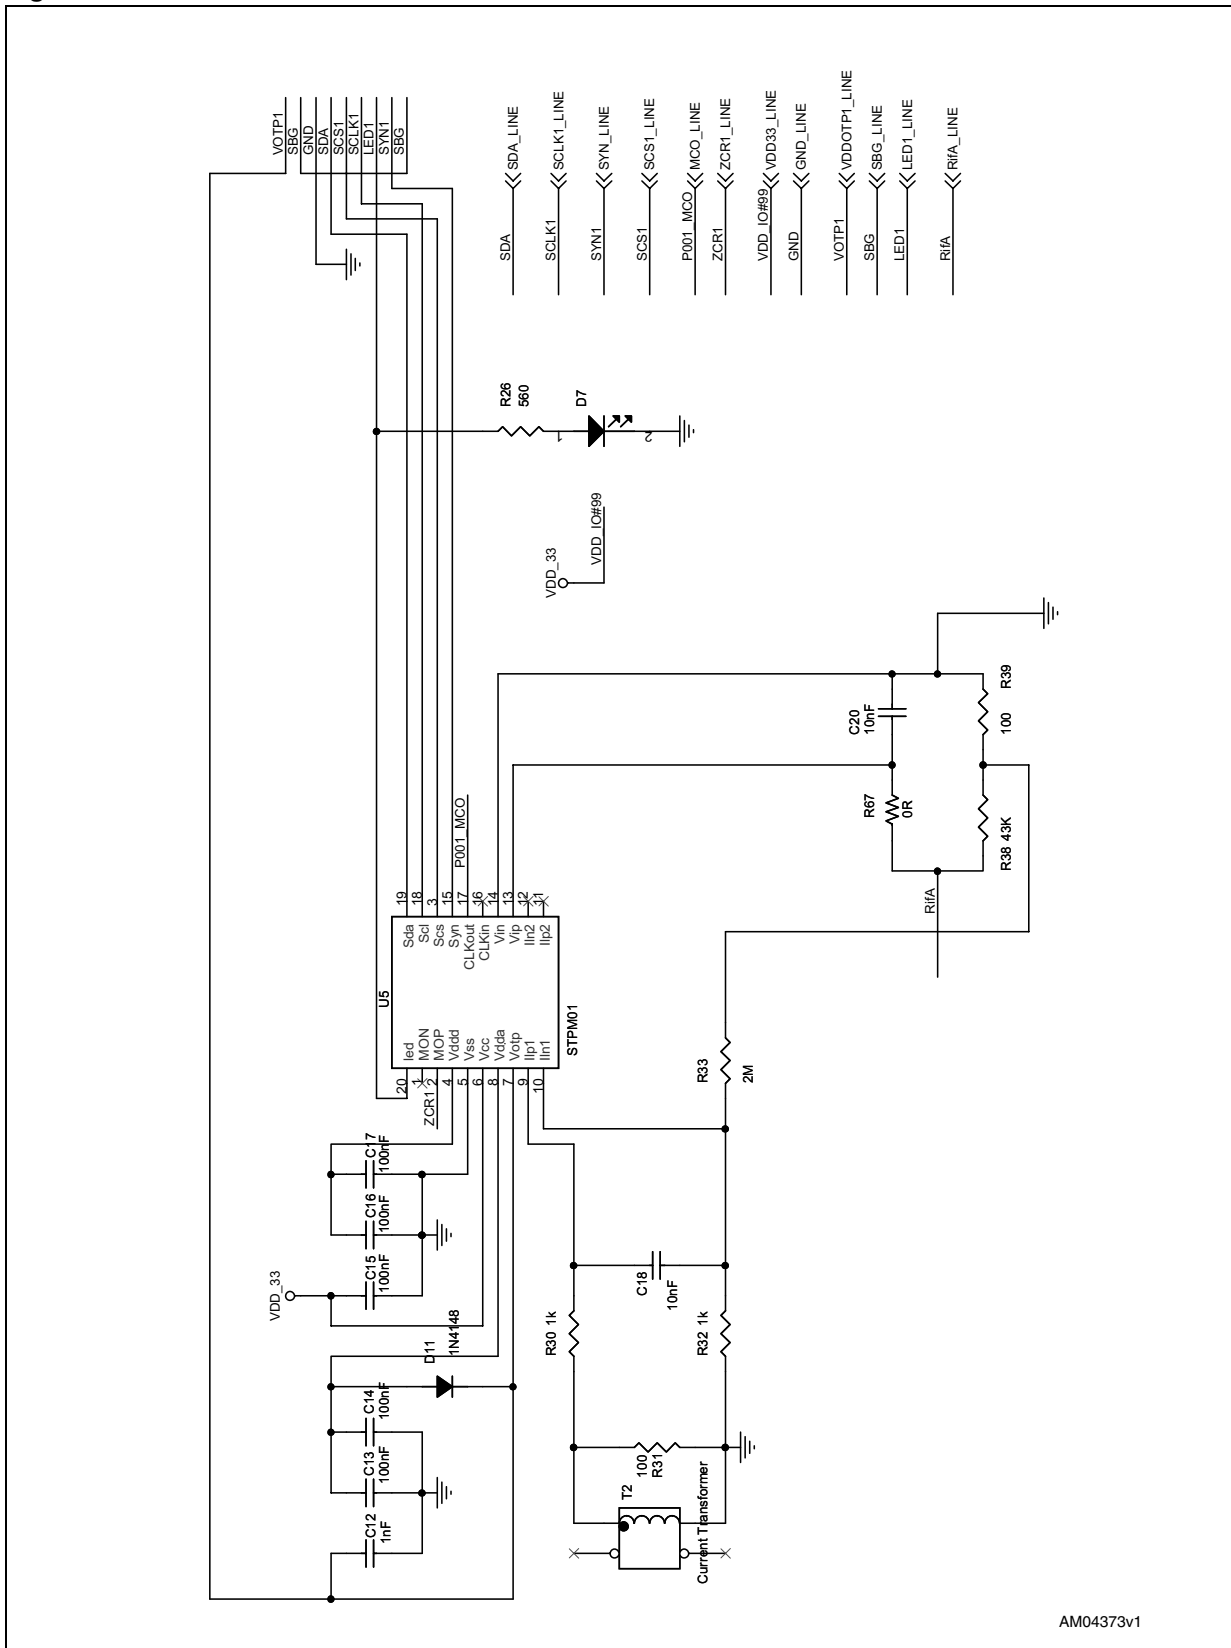 VOTP1
SBG
GND
SDA
SCS1
SCLK1
LED1
SYN1
SBG
SDA_LINE
SCLK1_LINE
SYN_LINE
SCS1_LINE
MCO_LINE
ZCR1_LINE
VDD33_LINE
GND_LINE
VDDOTP1_LINE
SBG_LINE
LED1_LINE
RifA_LINE
SDA
SCLK1
SYN1
SCS1
P001_MCO
ZCR1
VDD_IO#99
GND
VOTP1
SBG
LED1
RifA
R26
560
D7
1
2
VDD_33
VDD_IO#99
R39
100
C20
10nF
R67
0R
R38 43K
RifA
P001_MCO
19
18
3
15
17
16
14
13
12
11
Sda
Scl
Scs
Syn
CLKout
CLKin
Vin
Vip
IIn2
IIp2
U5
STPM01
led
MON
MOP
Vddd
Vss
Vcc
Vdda
Votp
IIp1
IIn1
20
1
2
4
5
6
8
7
9
10
ZCR1
R33
2M
C17
100nF
C16
100nF
C15
100nF
VDD_33
C18
10nF
R30 1k
R32 1k
D11
1N4148
C14
100nF
C13
100nF
C12
1nF
100
R31
T2
Current Transformer
AM04373v1